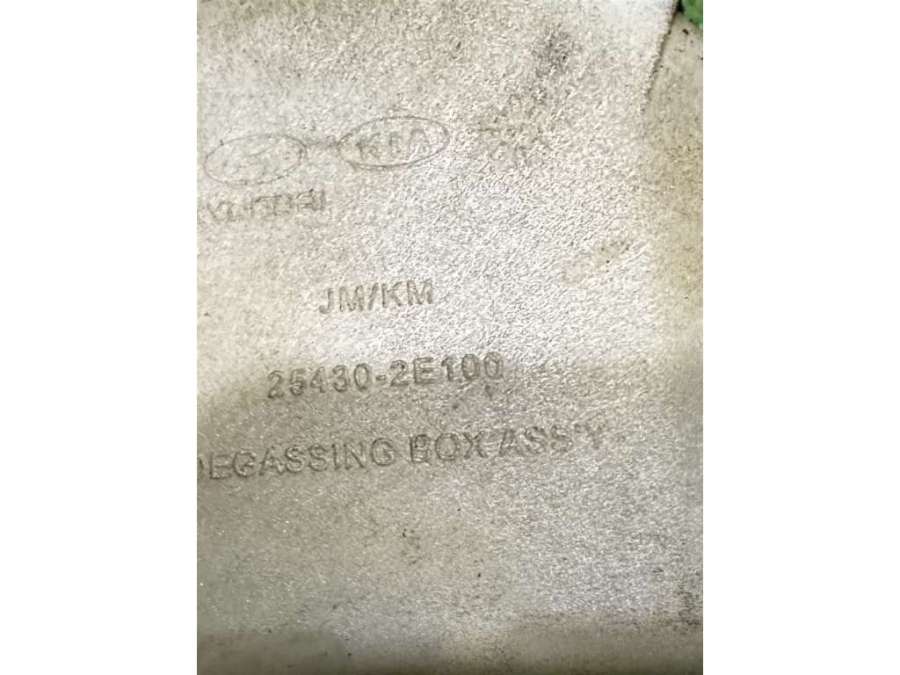 KIA
HYUNDAI
JM/KM
25430-2E100
DEGASSING BOX ASS'Y